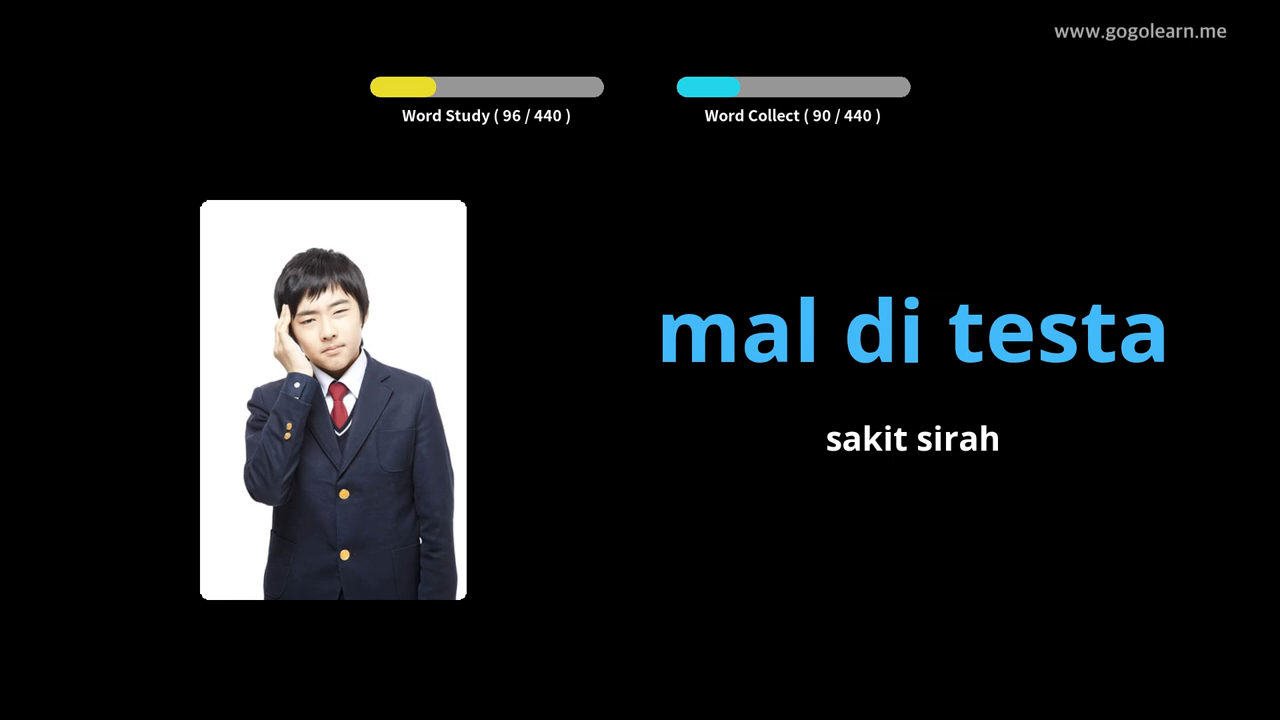 www.gogolearn.me
Word Study ( 96 / 440 )
Word Collect ( 90 / 440 )
mal di testa
sakit sirah